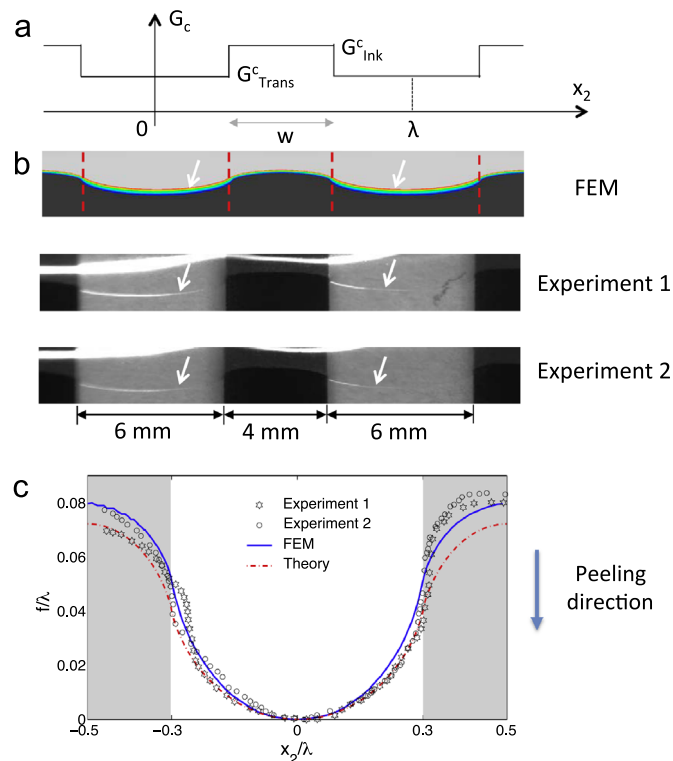 a
G_c
G^c_Ink
G^c_Trans
x_2
0
w
λ
b
FEM
Experiment 1
Experiment 2
6 mm
4 mm
6 mm
c
0.08
0.06
0.04
0.02
0
f/λ
Experiment 1
Experiment 2
FEM
Theory
Peeling
direction
−0.5
−0.3
0
0.3
0.5
x_2/λ